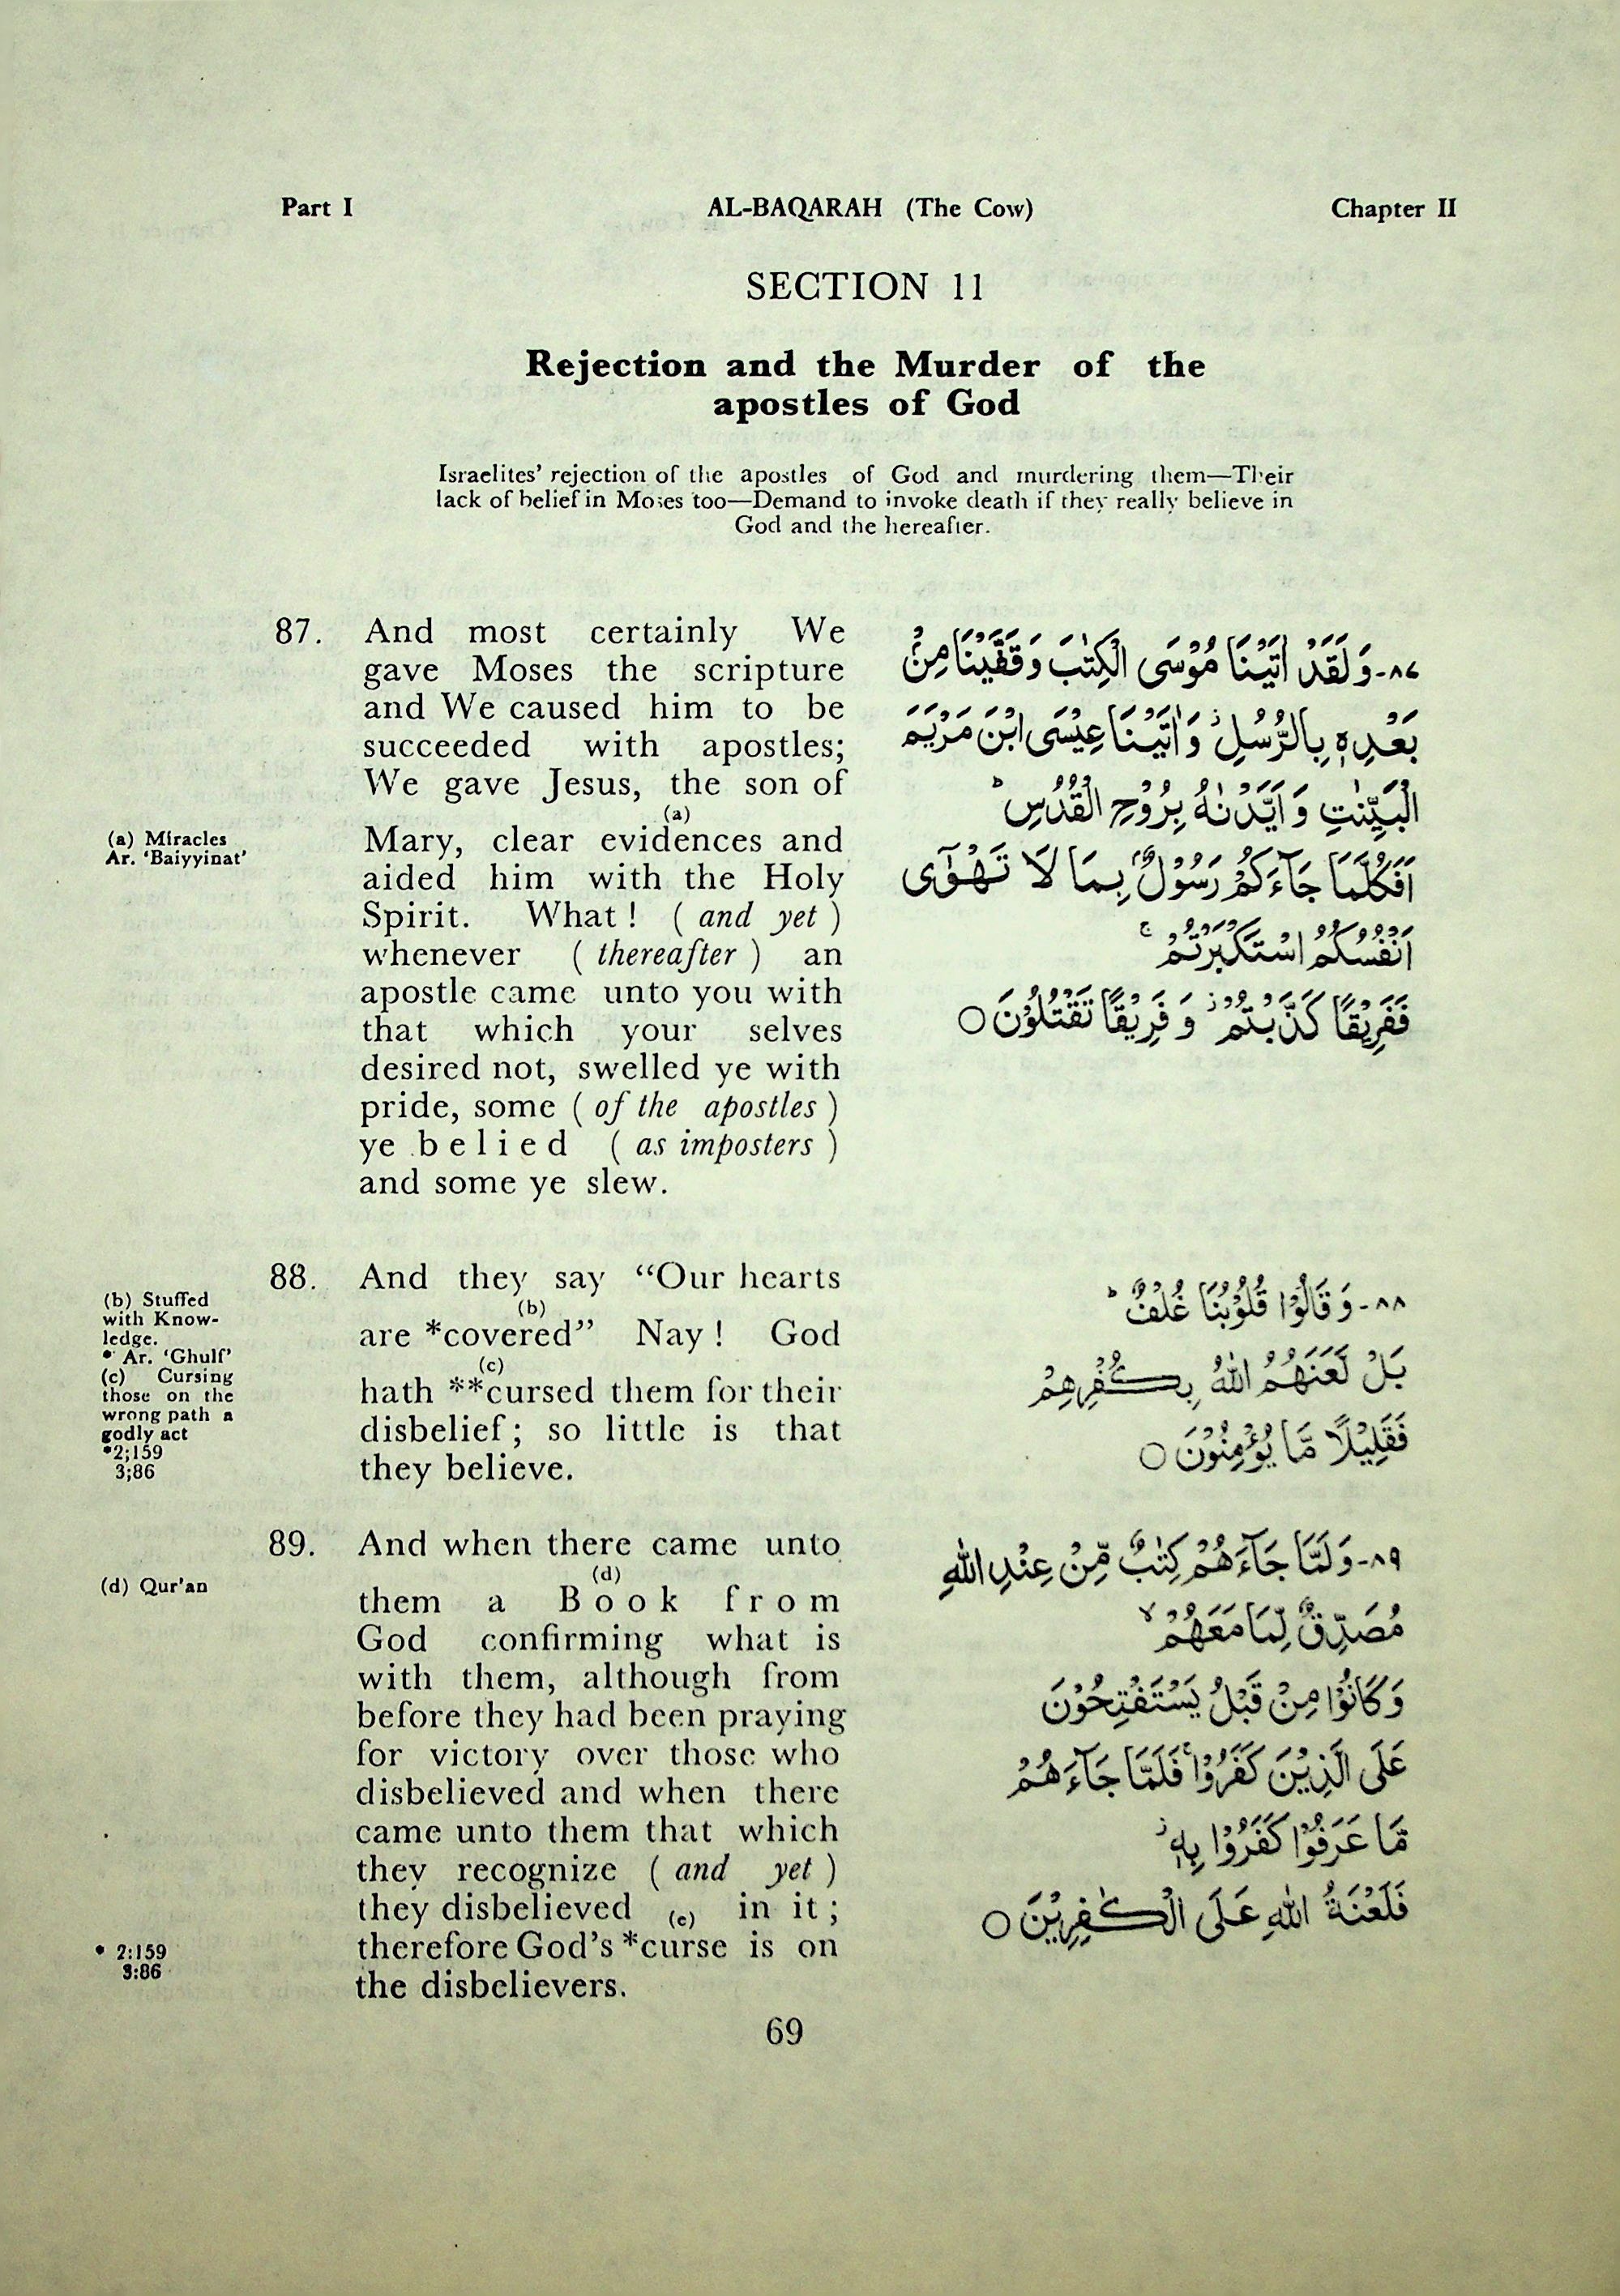 Part I AL-BAQARAH (The Cow) Chapter II
SECTION 11
Rejection and the Murder of the
apostles of God
Israelites' rejection of the apostles of God and murdering them—Their
lack of belief in Moses too—Demand to invoke death if they really believe in
God and the hereafter.
87. And most certainly We
gave Moses the scripture
and We caused him to be
succeeded with apostles;
We gave Jesus, the son of
(a)
Mary, clear evidences and
aided him with the Holy
Spirit. What ! ( and yet )
whenever ( thereafter ) an
apostle came unto you with
that which your selves
desired not, swelled ye with
pride, some ( of the apostles )
ye belied ( as imposters )
and some ye slew.
(a) Miracles
Ar. 'Baiyyinat'
٨٧-وَلَقَدْ اٰتَيْنَا مُوْسَى الْكِتٰبَ وَقَفَّيْنَا مِنْۢ
بَعْدِهٖ بِالرُّسُلِ ۫ وَاٰتَيْنَا عِيْسَى ابْنَ مَرْيَمَ
الْبَيِّنٰتِ وَاَيَّدْنٰهُ بِرُوْحِ الْقُدُسِ ؕ
اَفَكُلَّمَا جَآءَكُمْ رَسُوْلٌۢ بِمَا لَا تَهْوٰۤى
اَنْفُسُكُمُ اسْتَكْبَرْتُمْ ۚ
فَفَرِيْقًا كَذَّبْتُمْ ۫ وَفَرِيْقًا تَقْتُلُوْنَ ○
88. And they say “Our hearts
(b)
are *covered” Nay ! God
(c)
hath **cursed them for their
disbelief ; so little is that
they believe.
(b) Stuffed
with Know-
ledge.
* Ar. 'Ghulf'
(c) Cursing
those on the
wrong path a
godly act
*2;159
3;86
٨٨-وَقَالُوْا قُلُوْبُنَا غُلْفٌ ؕ
بَلْ لَعَنَهُمُ اللّٰهُ بِكُفْرِهِمْ
فَقَلِيْلًا مَّا يُؤْمِنُوْنَ ○
89. And when there came unto
(d)
them a Book from
God confirming what is
with them, although from
before they had been praying
for victory over those who
disbelieved and when there
came unto them that which
they recognize ( and yet )
they disbelieved (e) in it ;
therefore God's *curse is on
the disbelievers.
(d) Qur'an
* 2:159
3:86
٨٩-وَلَمَّا جَآءَهُمْ كِتٰبٌ مِّنْ عِنْدِ اللّٰهِ
مُصَدِّقٌ لِّمَا مَعَهُمْ ۙ
وَكَانُوْا مِنْ قَبْلُ يَسْتَفْتِحُوْنَ
عَلَى الَّذِيْنَ كَفَرُوْا ۚ فَلَمَّا جَآءَهُمْ
مَّا عَرَفُوْا كَفَرُوْا بِهٖ ۫
فَلَعْنَةُ اللّٰهِ عَلَى الْكٰفِرِيْنَ ○
69